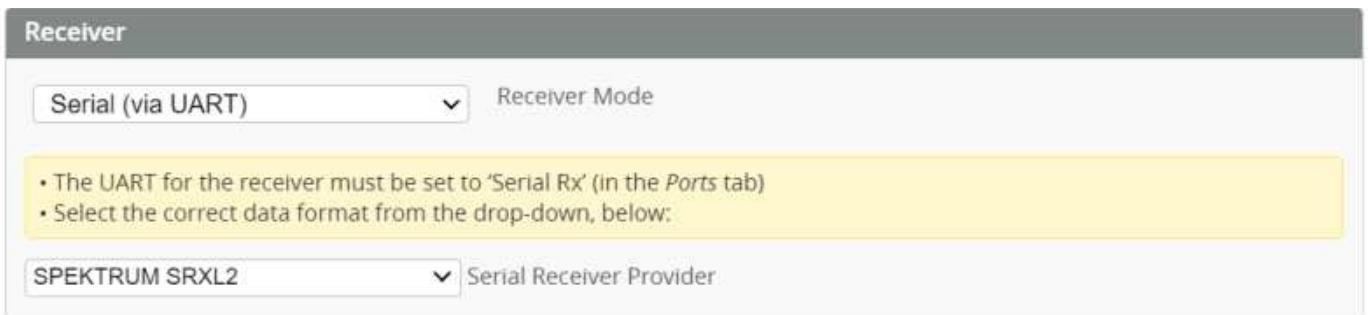 Receiver
Serial (via UART) Receiver Mode
• The UART for the receiver must be set to 'Serial Rx' (in the Ports tab)
• Select the correct data format from the drop-down, below:
SPEKTRUM SRXL2 Serial Receiver Provider